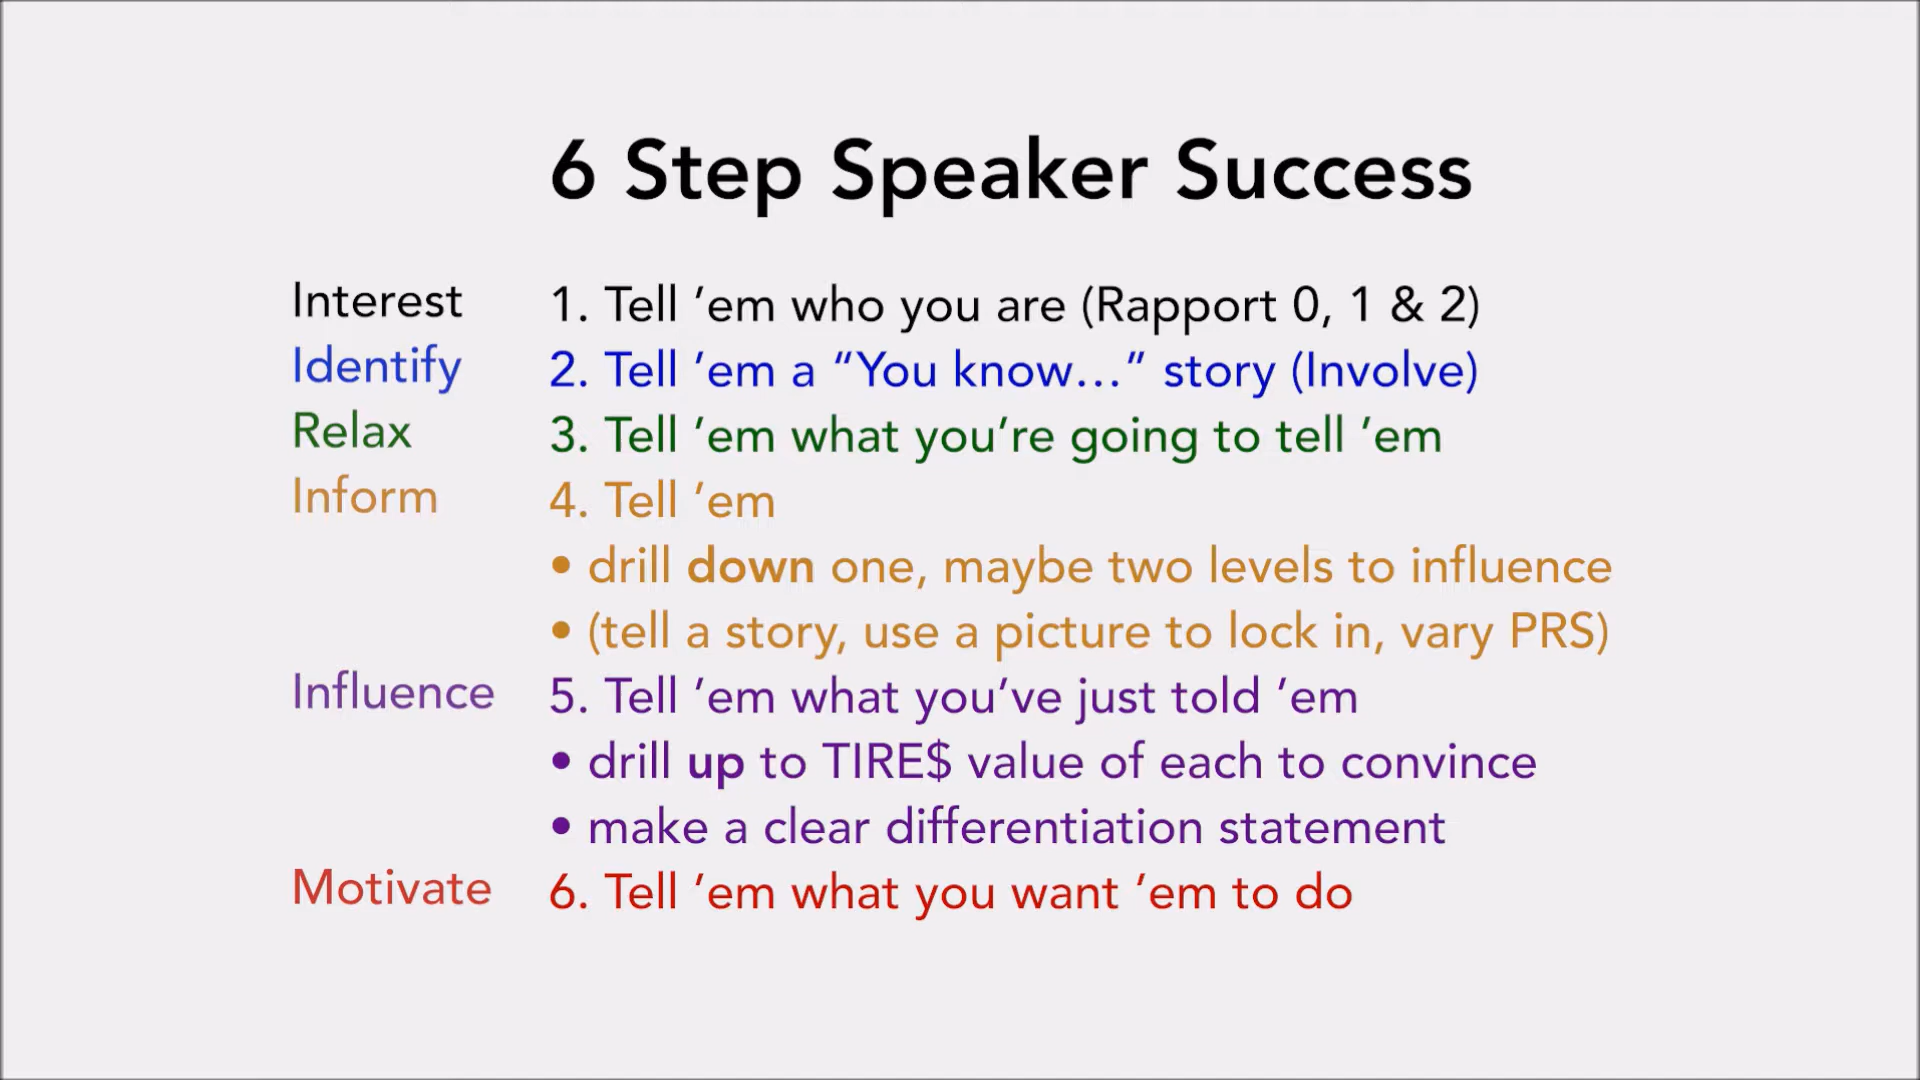 6 Step Speaker Success
Interest 1. Tell ’em who you are (Rapport 0, 1 & 2)
Identify 2. Tell ’em a “You know…” story (Involve)
Relax 3. Tell ’em what you’re going to tell ’em
Inform 4. Tell ’em
• drill down one, maybe two levels to influence
• (tell a story, use a picture to lock in, vary PRS)
Influence 5. Tell ’em what you’ve just told ’em
• drill up to TIRE$ value of each to convince
• make a clear differentiation statement
Motivate 6. Tell ’em what you want ’em to do